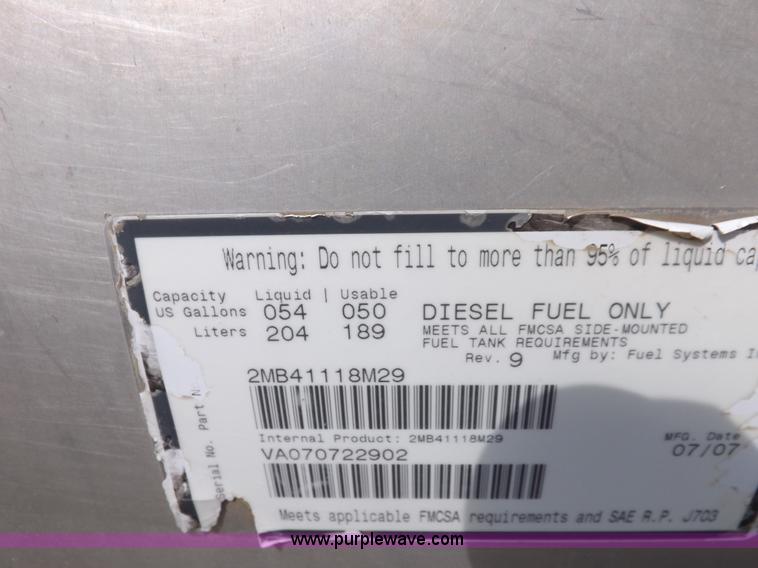 Warning: Do not fill to more than 95% of liquid
Capacity Liquid | Usable
US Gallons 054 050
Liters 204 189
DIESEL FUEL ONLY
MEETS ALL FMCSA SIDE-MOUNTED
FUEL TANK REQUIREMENTS
Rev. 9 Mfg by: Fuel Systems
Part
2MB41118M29
Internal Product: 2MB41118M29
Serial No.
VA070722902
MFG. Date
07/07
Meets applicable FMCSA requirements and SAE R.P. J703
www.purplewave.com